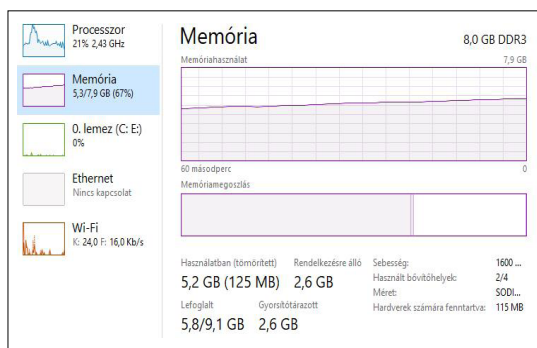 Processzor
21% 2,43 GHz
Memória
5,3/7,9 GB (67%)
0. lemez (C: E:)
0%
Ethernet
Nincs kapcsolat
Wi-Fi
K: 24,0 F: 16,0 Kb/s
Memória 8,0 GB DDR3
Memóriahasználat 7,9 GB
60 másodperc 0
Memóriamegoszlás
Használatban (tömörített) Rendelkezésre álló
5,2 GB (125 MB) 2,6 GB
Lefoglalt Gyorsítótárazott
5,8/9,1 GB 2,6 GB
Sebesség: 1600 ...
Használt bővítőhelyek: 2/4
Méret: SODI...
Hardverek számára fenntartva: 115 MB